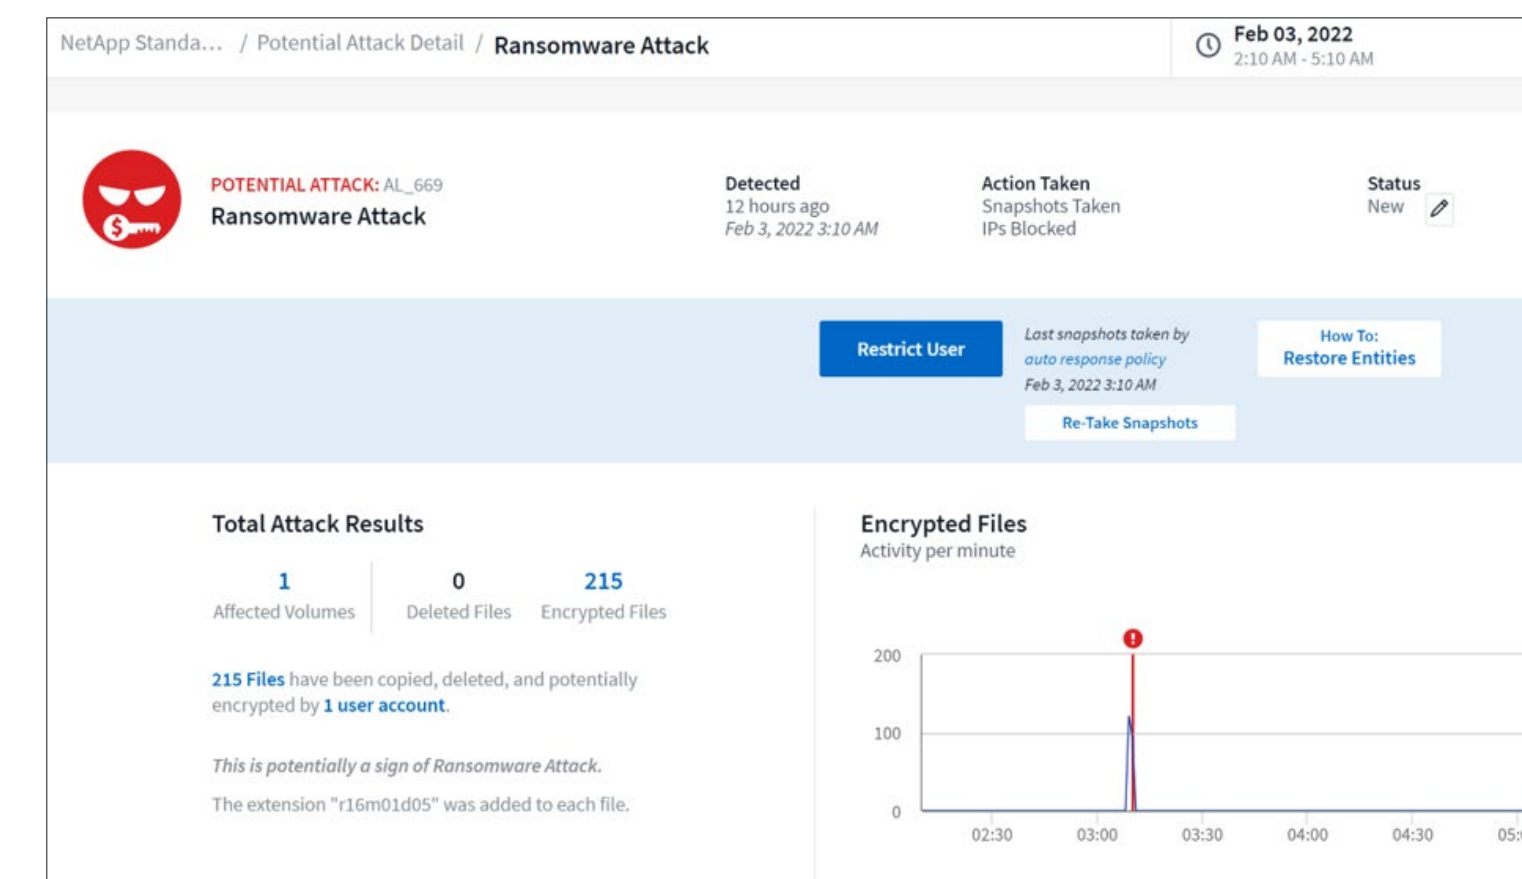 NetApp Standa... / Potential Attack Detail / Ransomware Attack
Feb 03, 2022
2:10 AM - 5:10 AM
POTENTIAL ATTACK: AL_669
Ransomware Attack
Detected
12 hours ago
Feb 3, 2022 3:10 AM
Action Taken
Snapshots Taken
IPs Blocked
Status
New
Restrict User
Last snapshots taken by
auto response policy
Feb 3, 2022 3:10 AM
Re-Take Snapshots
How To:
Restore Entities
Total Attack Results
1
Affected Volumes
0
Deleted Files
215
Encrypted Files
215 Files have been copied, deleted, and potentially
encrypted by 1 user account.
This is potentially a sign of Ransomware Attack.
The extension "r16m01d05" was added to each file.
Encrypted Files
Activity per minute
200
100
0
02:30 03:00 03:30 04:00 04:30 05: